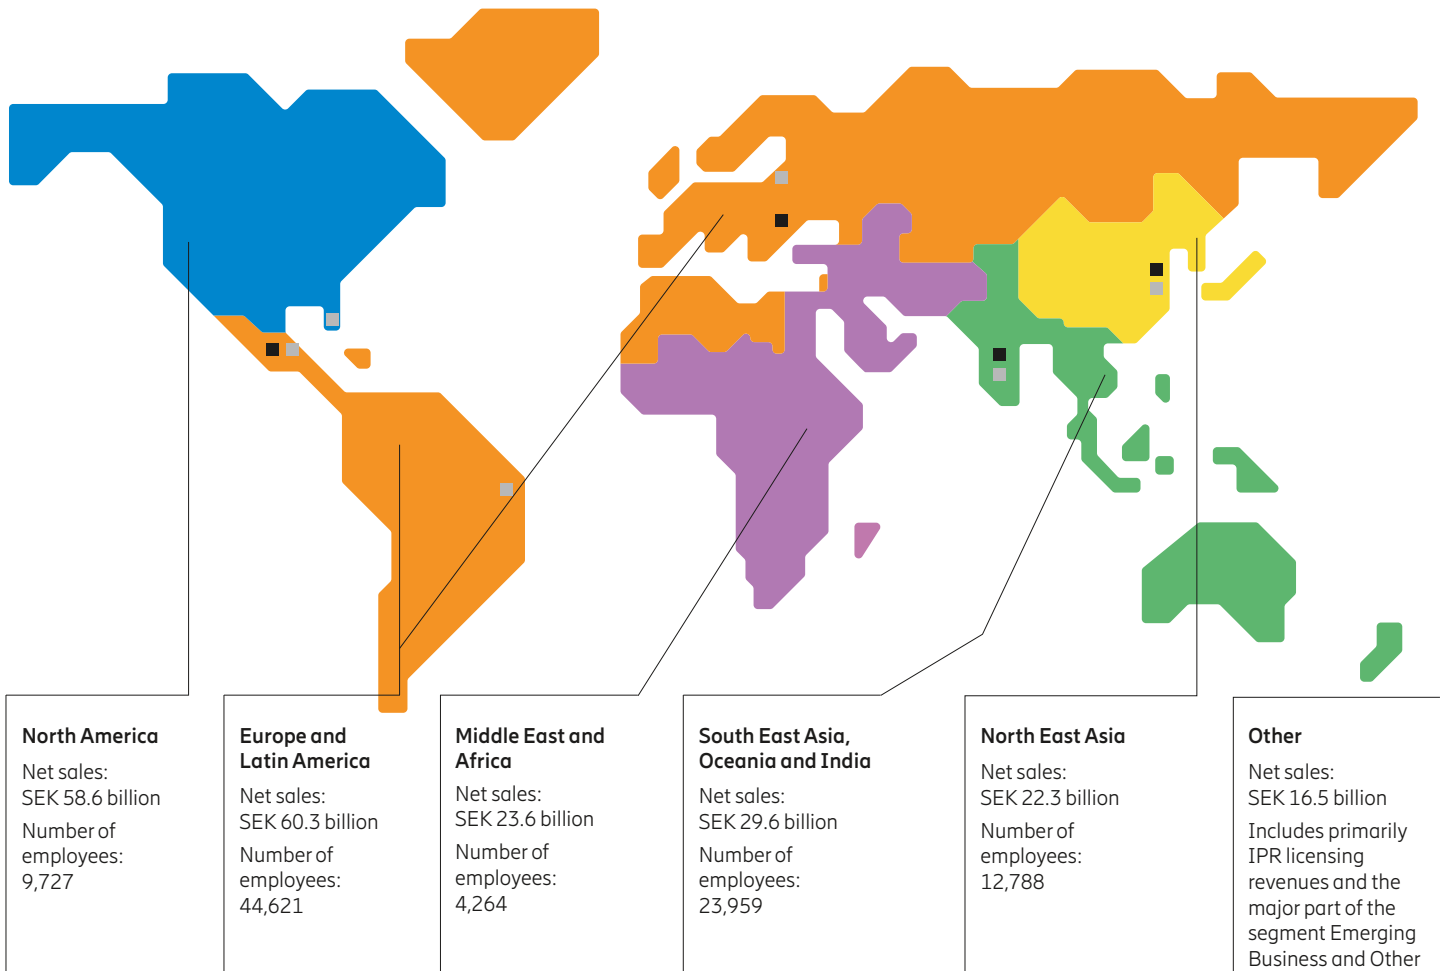 North America
Net sales:
SEK 58.6 billion
Number of
employees:
9,727
Europe and
Latin America
Net sales:
SEK 60.3 billion
Number of
employees:
44,621
Middle East and
Africa
Net sales:
SEK 23.6 billion
Number of
employees:
4,264
South East Asia,
Oceania and India
Net sales:
SEK 29.6 billion
Number of
employees:
23,959
North East Asia
Net sales:
SEK 22.3 billion
Number of
employees:
12,788
Other
Net sales:
SEK 16.5 billion
Includes primarily
IPR licensing
revenues and the
major part of the
segment Emerging
Business and Other